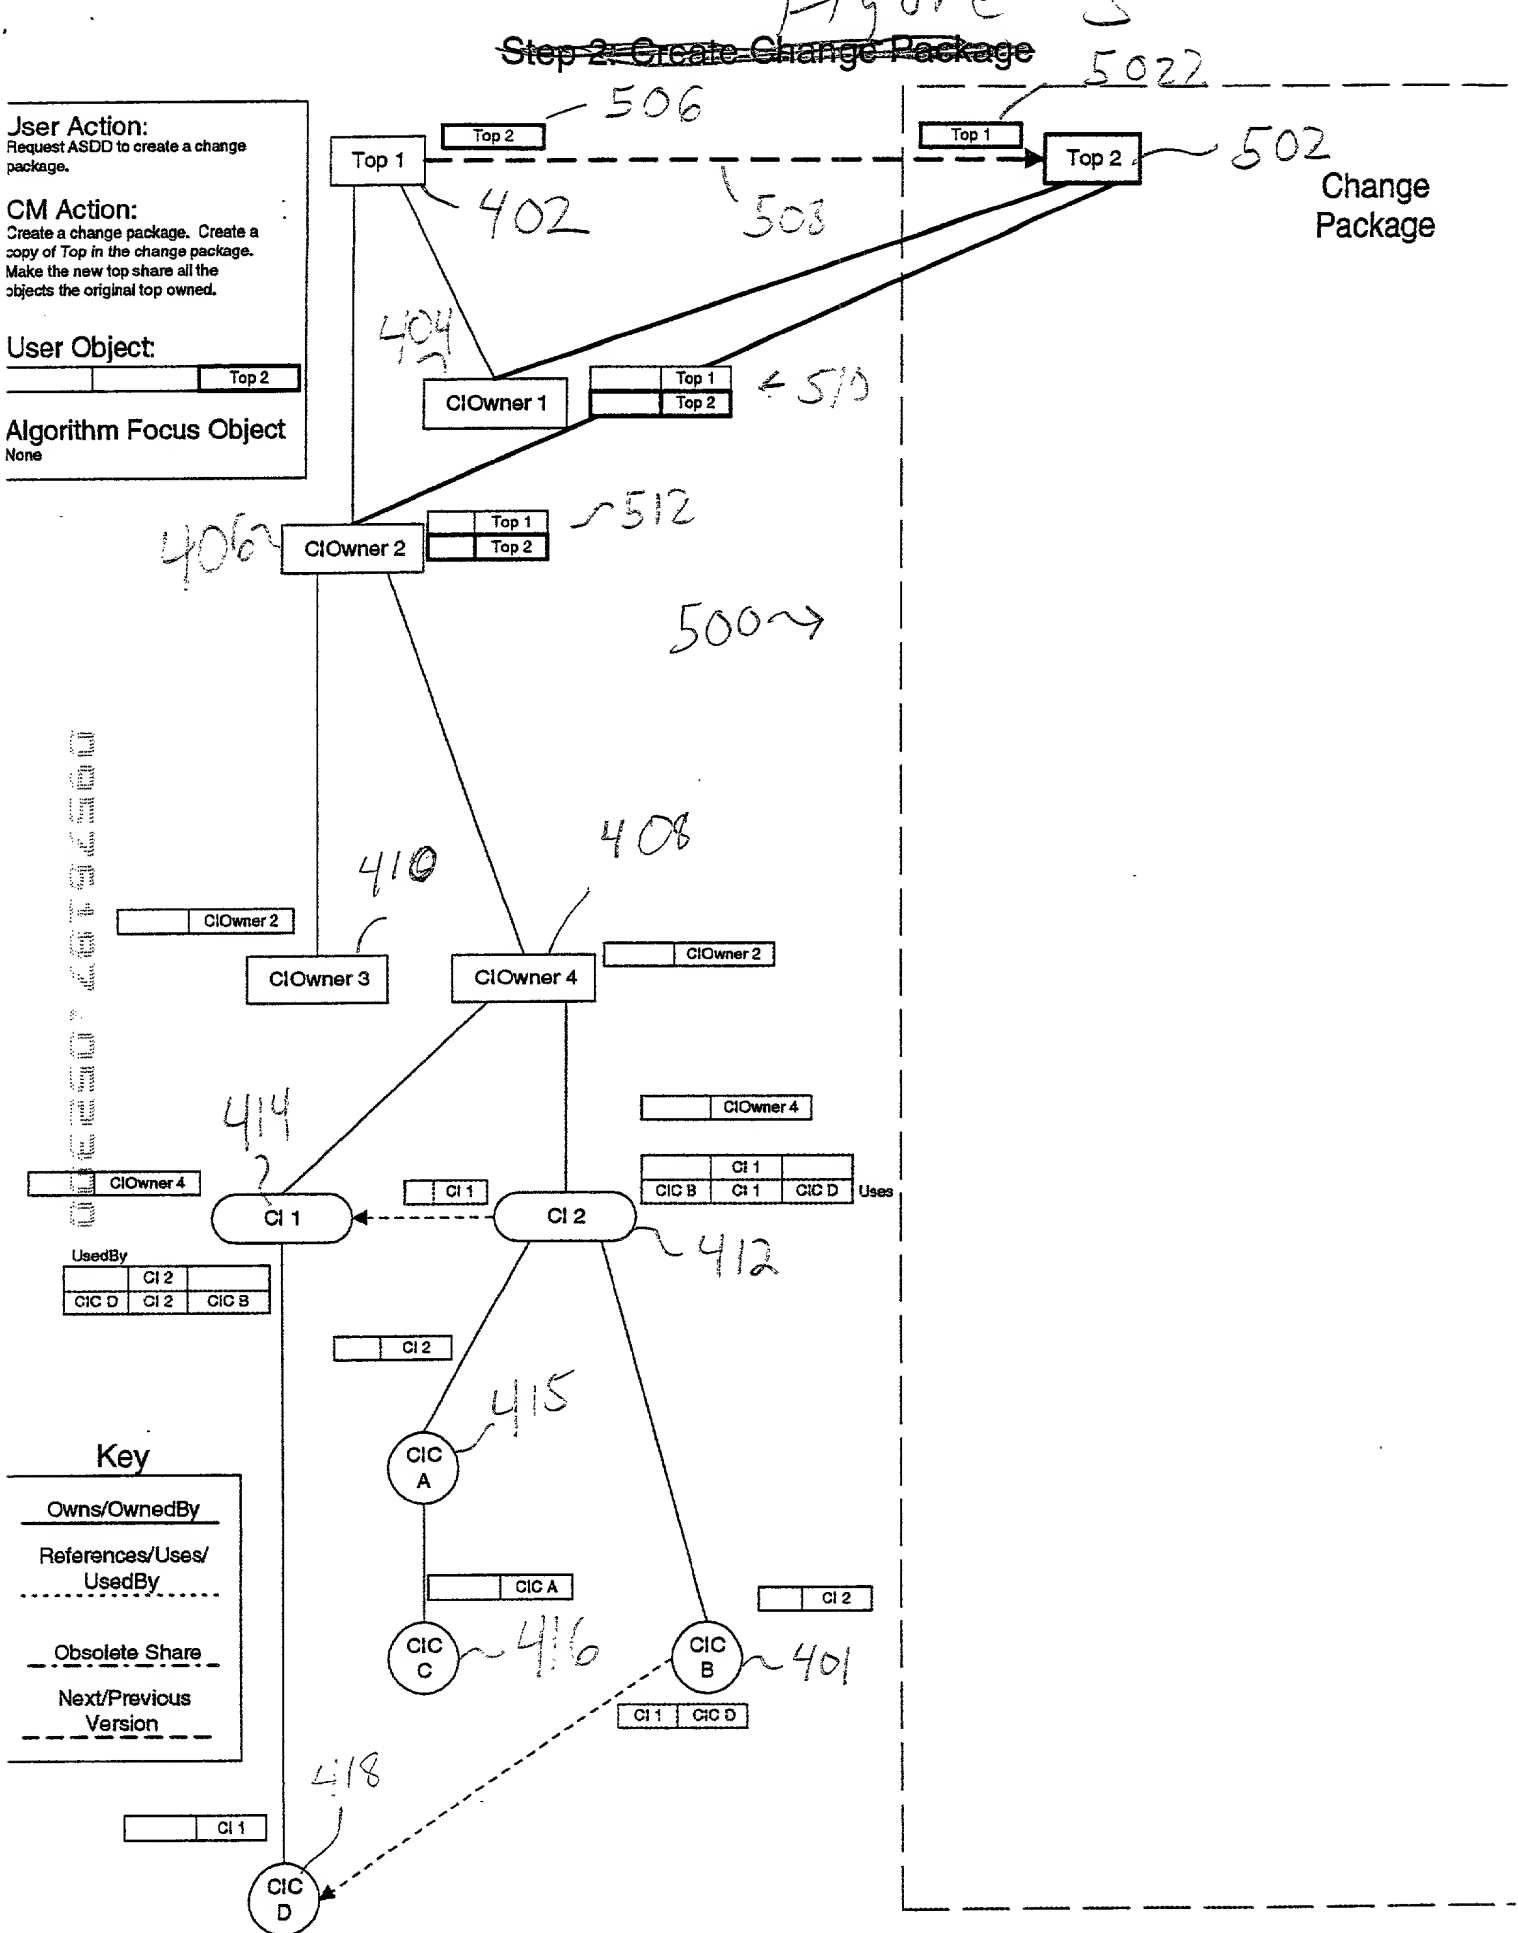 Figure 5
Step 2: Create Change Package
5022
506
Top 2
Top 1
Top 1
Top 2
502
402
508
Change
Package
User Action:
Request ASDD to create a change
package.
CM Action:
Create a change package. Create a
copy of Top in the change package.
Make the new top share all the
objects the original top owned.
User Object:
Top 2
Algorithm Focus Object
None
404
CIOwner 1
Top 1
Top 2
510
406
CIOwner 2
Top 1
Top 2
512
500
408
410
CIOwner 2
CIOwner 3
CIOwner 4
CIOwner 2
414
CIOwner 4
CIOwner 4
CI 1
CI 1
CI 2
CI 1
CIC B CI 1 CIC D Uses
412
UsedBy
CI 2
CIC D CI 2 CIC B
CI 2
415
CIC
A
CIC A
CIC
C
416
CI 2
CIC
B
401
CI 1 CIC D
Key
Owns/OwnedBy
References/Uses/
UsedBy
Obsolete Share
Next/Previous
Version
418
CI 1
CIC
D